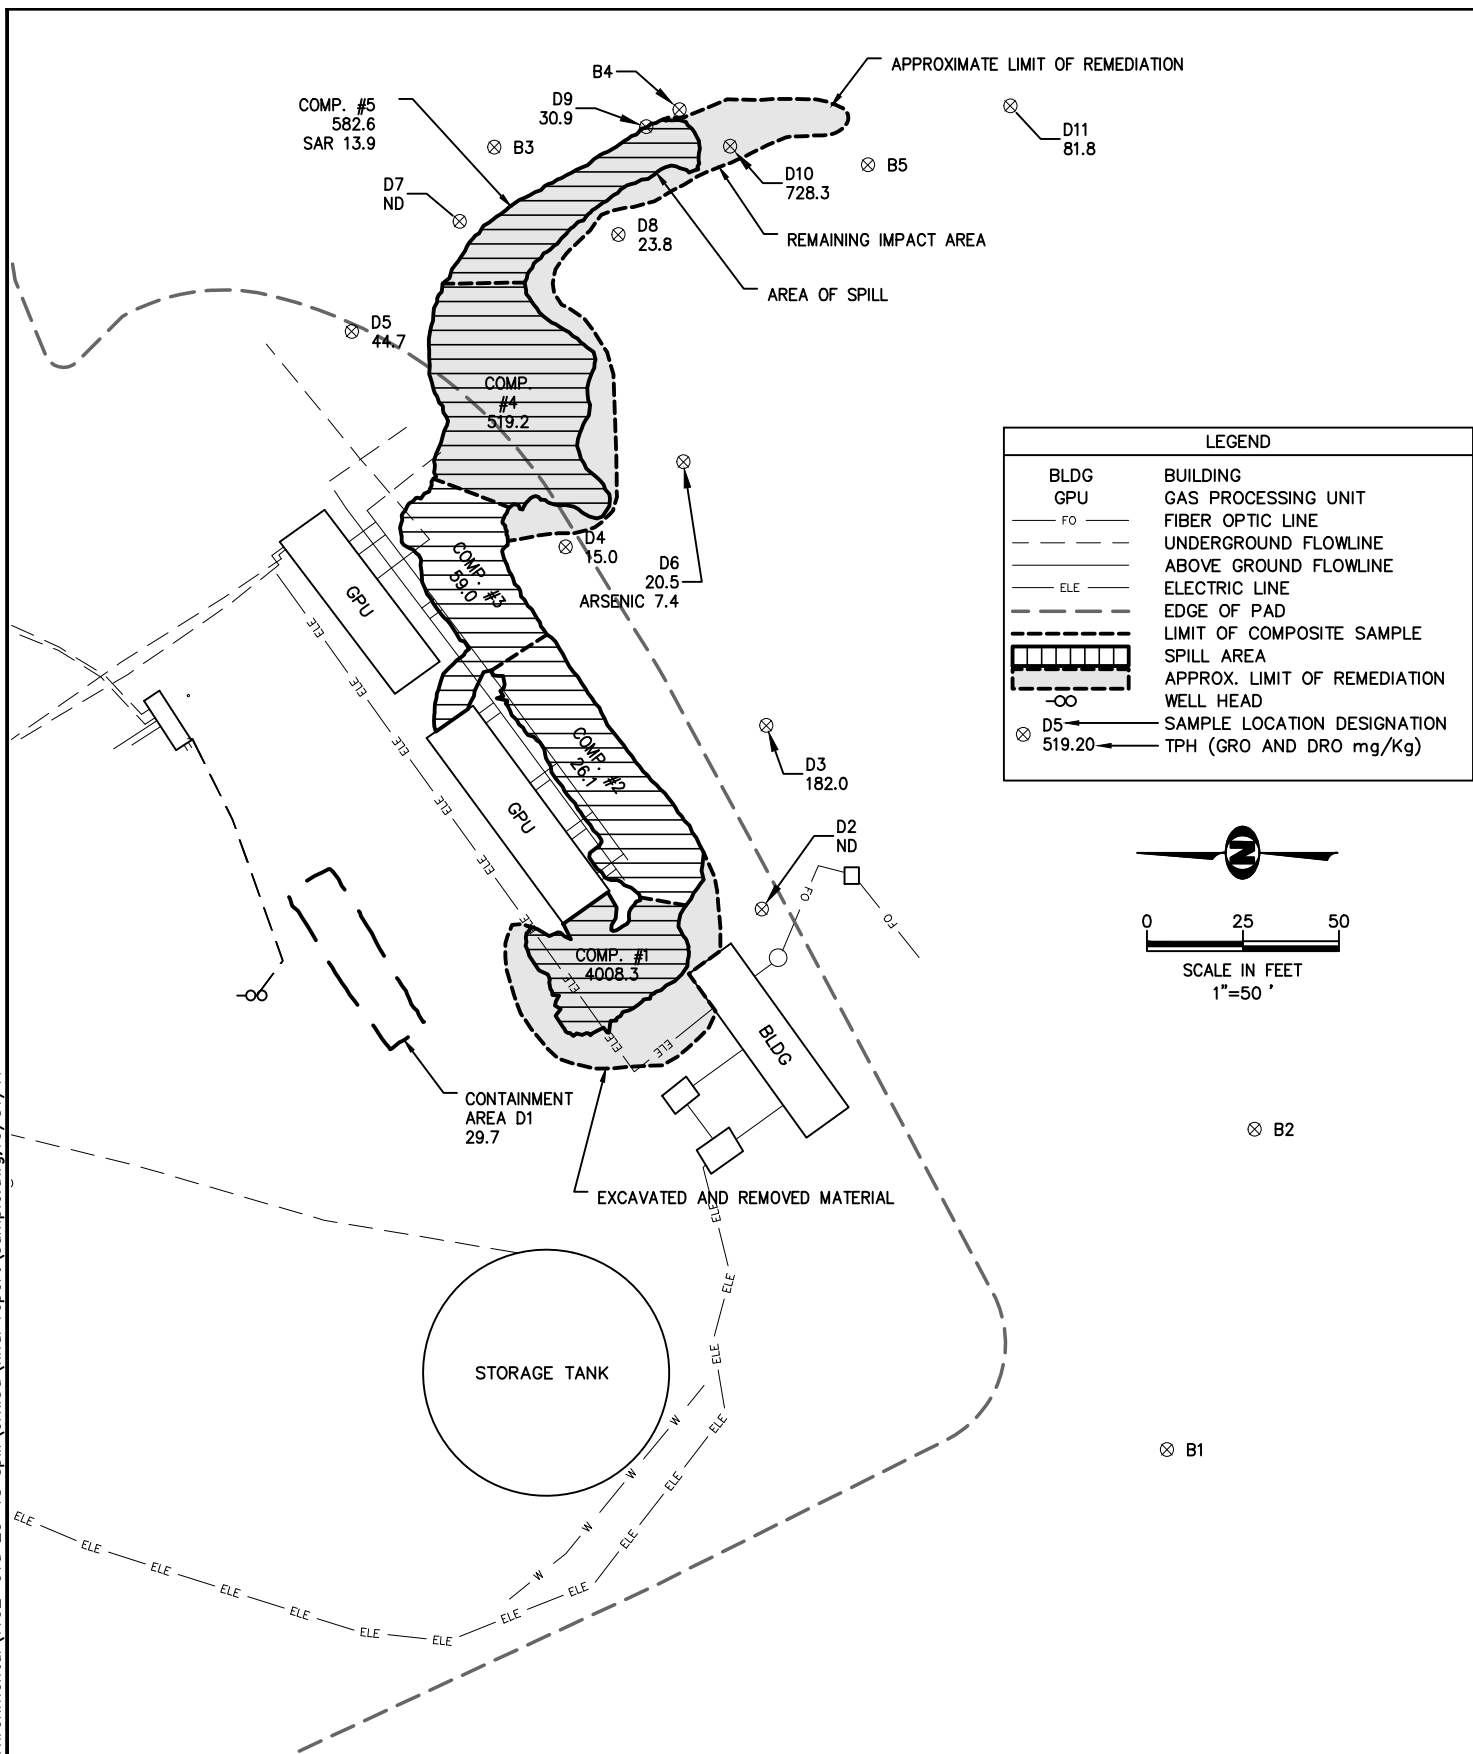 APPROXIMATE LIMIT OF REMEDIATION
B4
D9
30.9
COMP. #5
582.6
SAR 13.9
B3
D11
81.8
B5
D10
728.3
D7
ND
D8
23.8
REMAINING IMPACT AREA
AREA OF SPILL
D5
44.7
COMP.
#4
519.2
LEGEND
BLDG BUILDING
GPU GAS PROCESSING UNIT
FO FIBER OPTIC LINE
UNDERGROUND FLOWLINE
ABOVE GROUND FLOWLINE
ELE ELECTRIC LINE
EDGE OF PAD
LIMIT OF COMPOSITE SAMPLE
SPILL AREA
APPROX. LIMIT OF REMEDIATION
WELL HEAD
D5 SAMPLE LOCATION DESIGNATION
519.20 TPH (GRO AND DRO mg/Kg)
D4
15.0
D6
20.5
ARSENIC 7.4
COMP. #3
59.0
GPU
ELE
ELE
ELE
ELE
ELE
ELE
ELE
ELE
ELE
COMP. #2
26.1
GPU
D3
182.0
D2
ND
FO
FO
N
0 25 50
SCALE IN FEET
1"=50 '
COMP. #1
4008.3
BLDG
CONTAINMENT
AREA D1
29.7
B2
EXCAVATED AND REMOVED MATERIAL
ELE
ELE
ELE
ELE
ELE
ELE
STORAGE TANK
W
W
W
W
B1
ELE
ELE
ELE
ELE
ELE
ELE
ELE
ELE
ELE